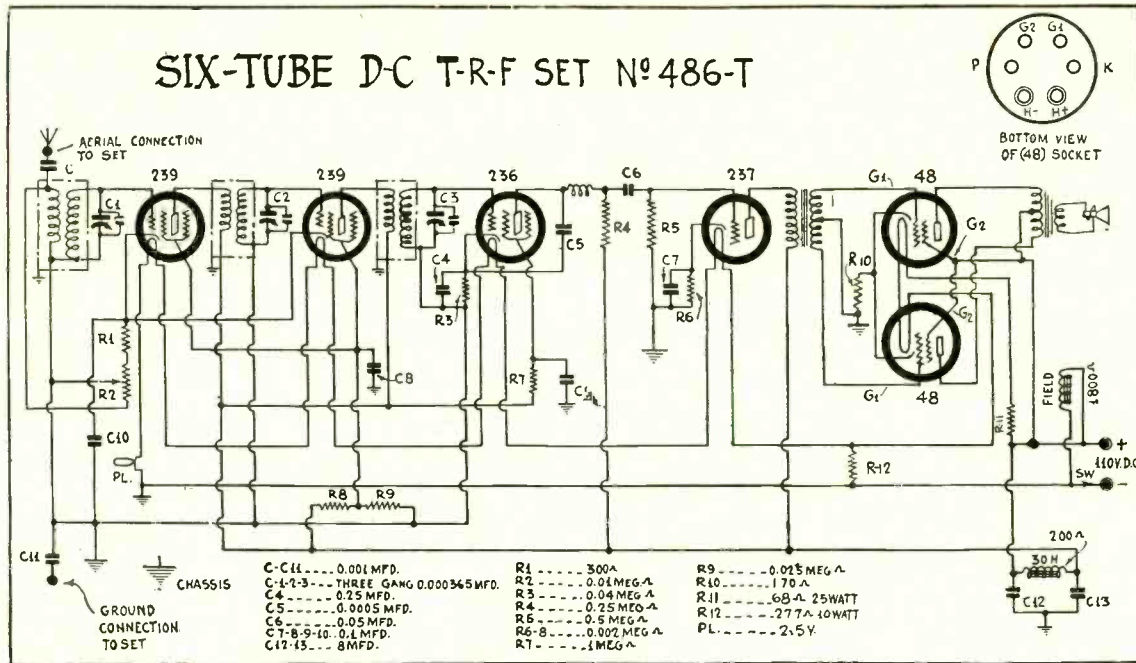 SIX-TUBE D-C T-R-F SET Nº 486-T
G2 G1
P K
H- H+
BOTTOM VIEW
OF (48) SOCKET
AERIAL CONNECTION
TO SET
C
239
239
236
237
48
C1
C2
C3
C4
C5
C6
R4
R5
C7
R3
R6
G1
G2
R10
G2
G1
48
R1
R2
C8
R7
C10
PL.
R8 R9
R11
R12
FIELD
1800Ω
+
110V.D.C
SW
-
200Ω
30H
C12
C13
C11
GROUND
CONNECTION
TO SET
CHASSIS
C-C11.....0.001 MFD.
C-1-2-3---THREE GANG 0.000365 MFD.
C4.......0.25 MFD.
C5.......0.0005 MFD.
C6.......0.05 MFD.
C7-8-9-10..0.1 MFD.
C12-13....8 MFD.
R1.......300Ω
R2.......0.01 MEG Ω
R3.......0.04 MEG Ω
R4.......0.25 MEG Ω
R5.......0.5 MEG Ω
R6-8....0.002 MEG Ω
R7.......1 MEG Ω
R9.......0.025 MEG Ω
R10......170 Ω
R11......68 Ω 25WATT
R12......277 Ω 10WATT
PL.......2.5V.